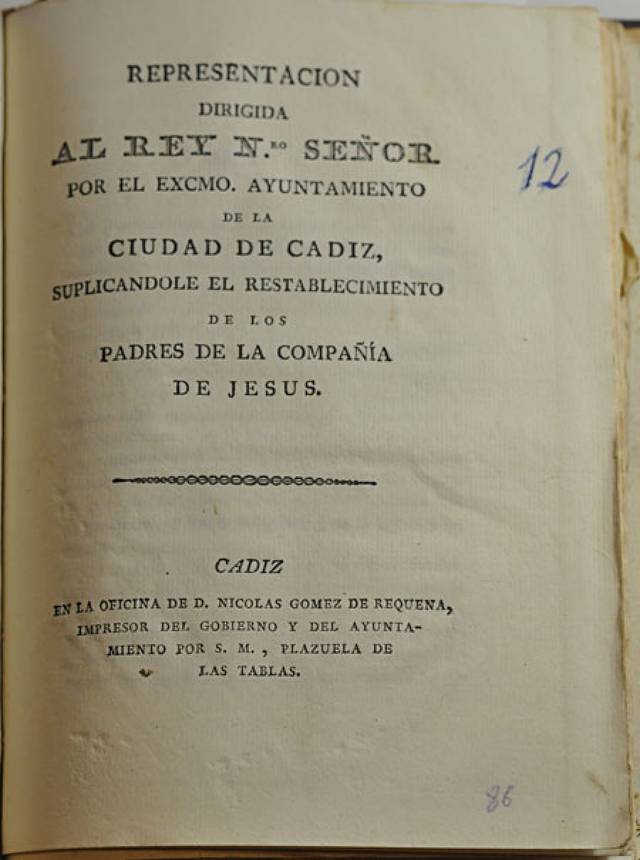 REPRESENTACION
DIRIGIDA
AL REY N.RO SEÑOR
POR EL EXCMO. AYUNTAMIENTO
DE LA
CIUDAD DE CADIZ,
SUPLICANDOLE EL RESTABLECIMIENTO
DE LOS
PADRES DE LA COMPAÑÍA
DE JESUS.
12
CADIZ
EN LA OFICINA DE D. NICOLAS GOMEZ DE REQUENA,
IMPRESOR DEL GOBIERNO Y DEL AYUNTA-
MIENTO POR S. M., PLAZUELA DE
LAS TABLAS.
86